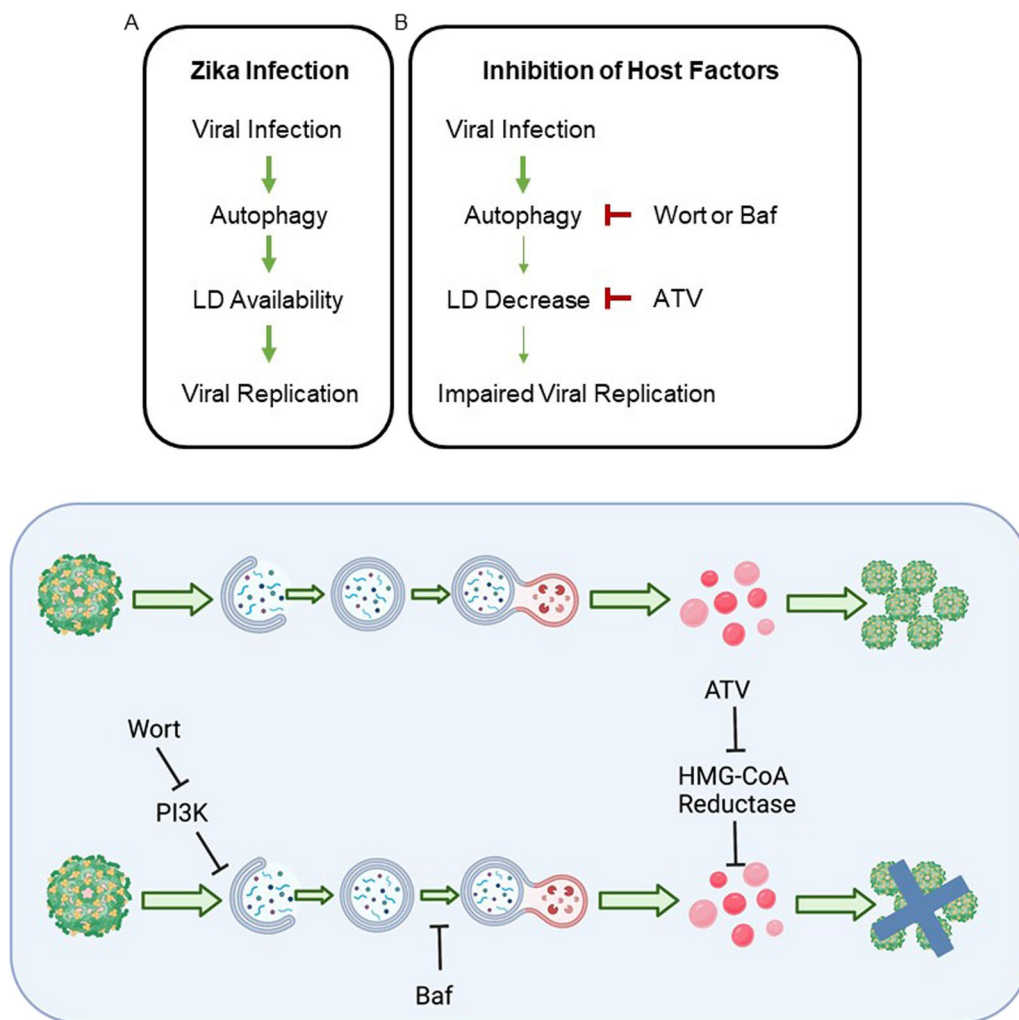 A
B
Zika Infection
Viral Infection
Autophagy
LD Availability
Viral Replication
Inhibition of Host Factors
Viral Infection
Autophagy
Wort or Baf
LD Decrease
ATV
Impaired Viral Replication
ATV
HMG-CoA
Reductase
Wort
PI3K
Baf